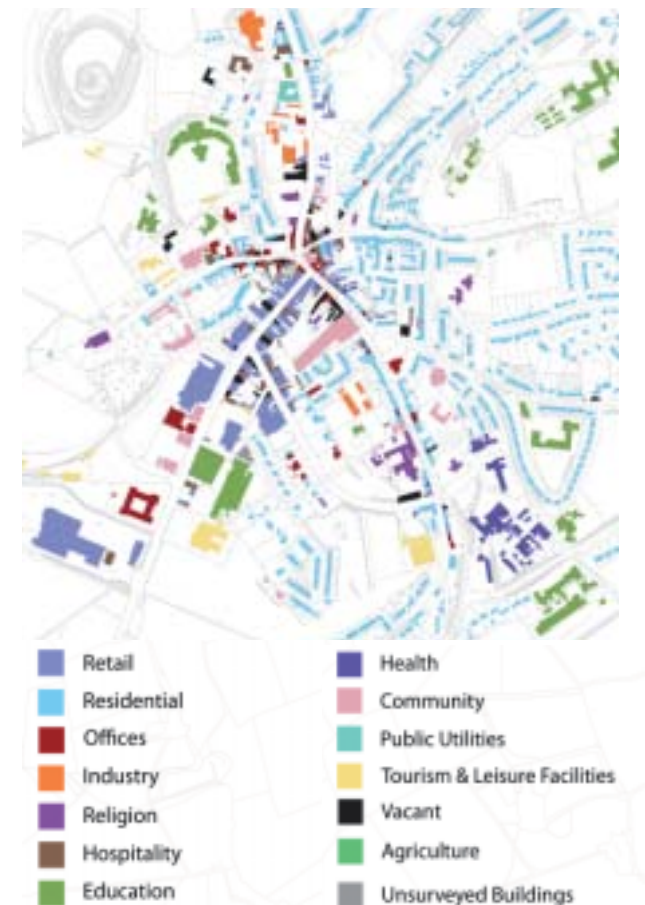 Retail
Residential
Offices
Industry
Religion
Hospitality
Education
Health
Community
Public Utilities
Tourism & Leisure Facilities
Vacant
Agriculture
Unsurveyed Buildings